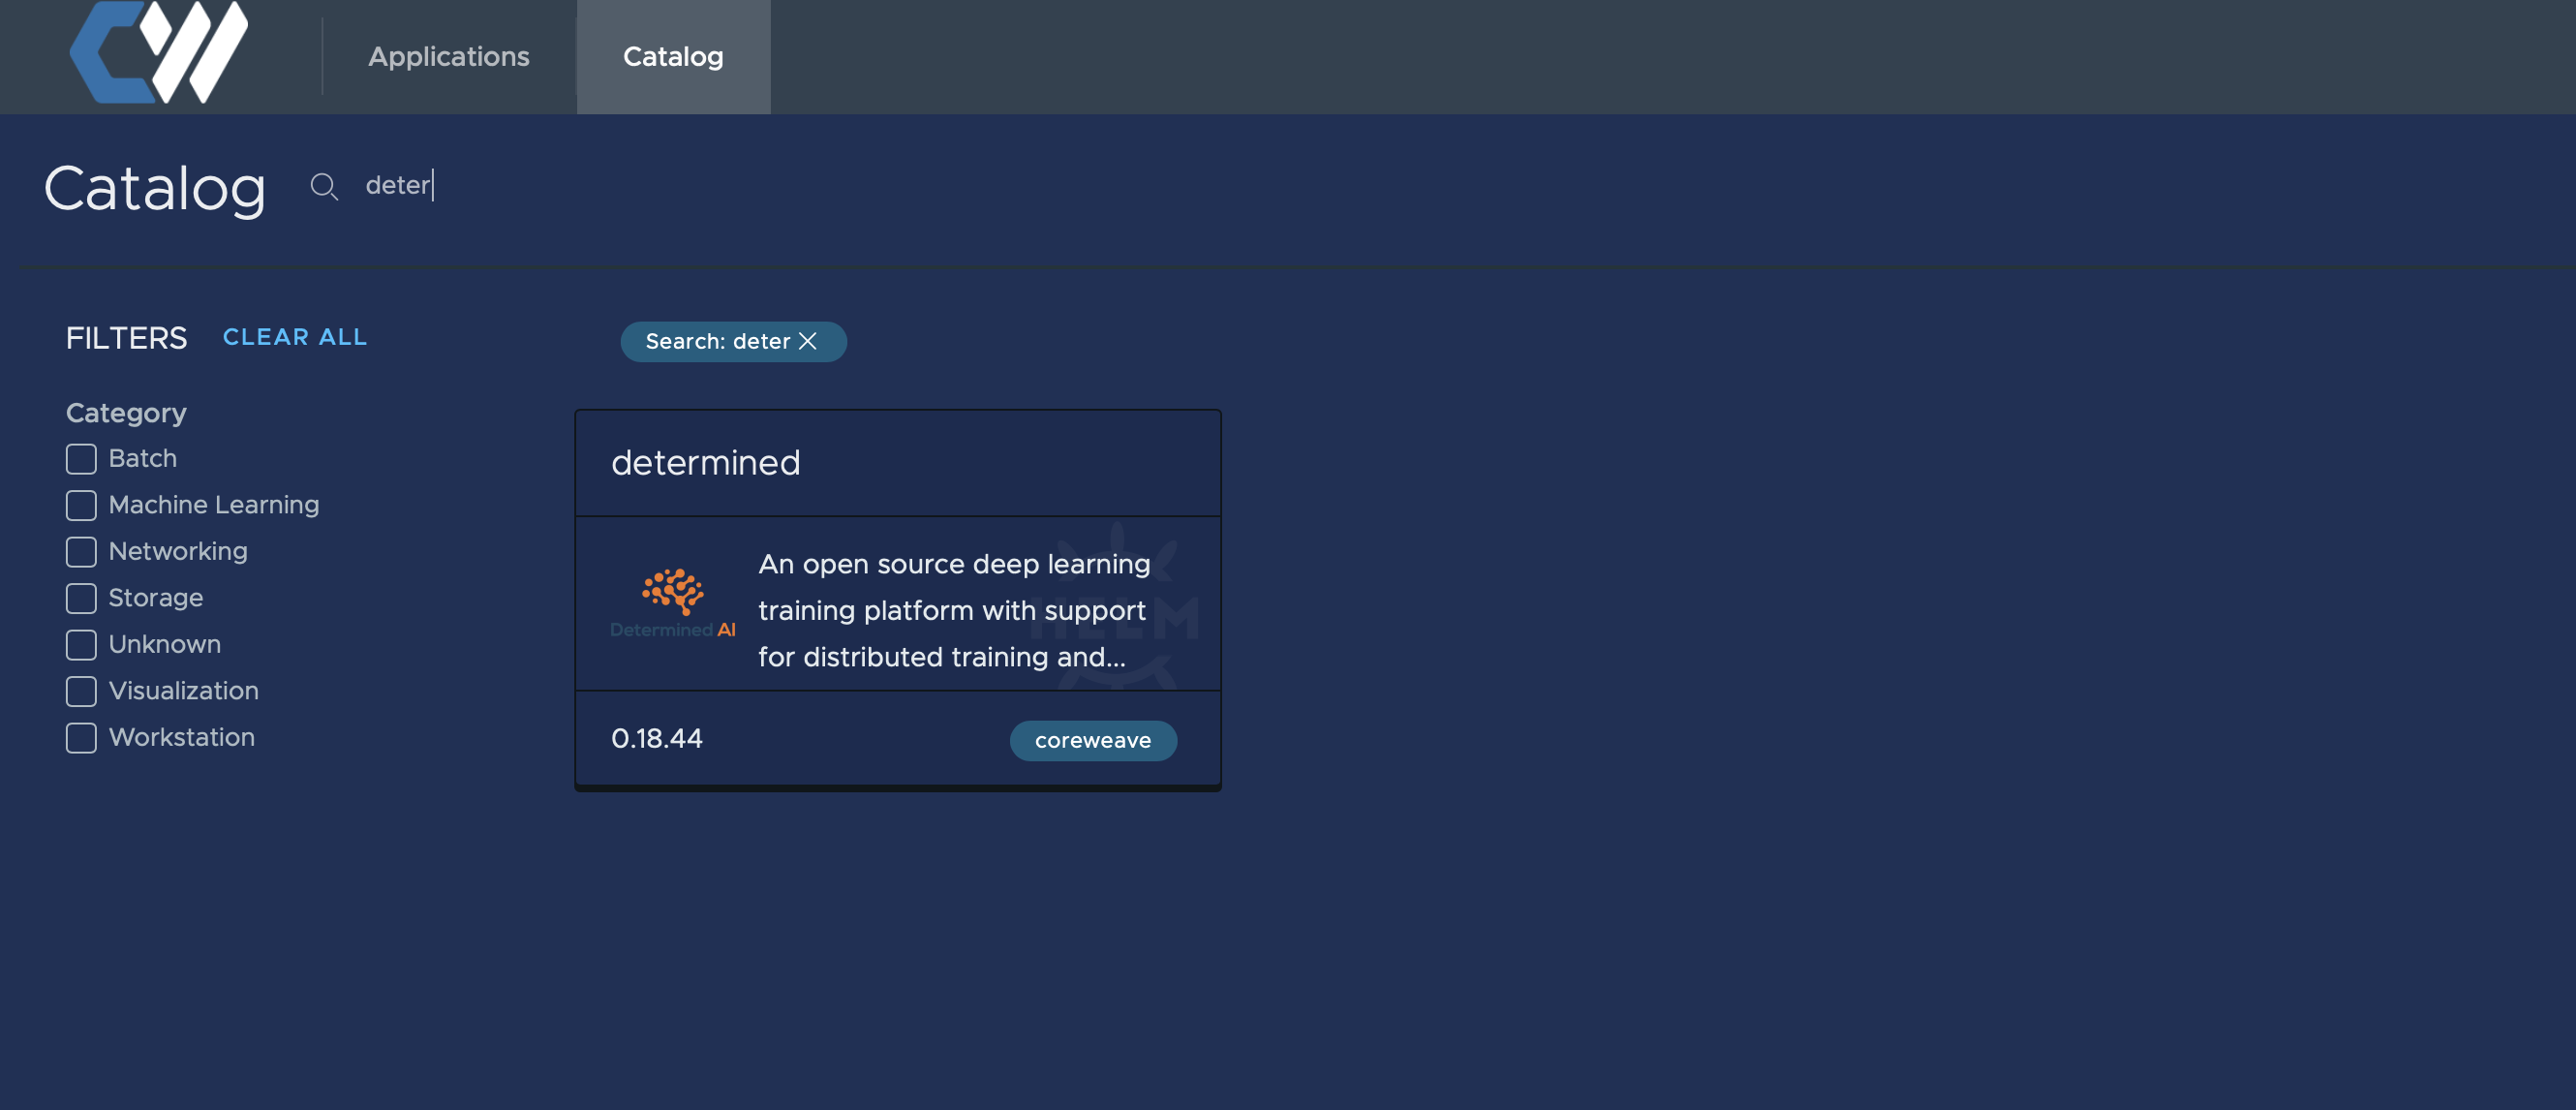 CW
Applications
Catalog
Catalog
deter
FILTERS
CLEAR ALL
Search: deter
Category
Batch
Machine Learning
Networking
Storage
Unknown
Visualization
Workstation
determined
Determined AI
An open source deep learning
training platform with support
for distributed training and...
HELM
0.18.44
coreweave